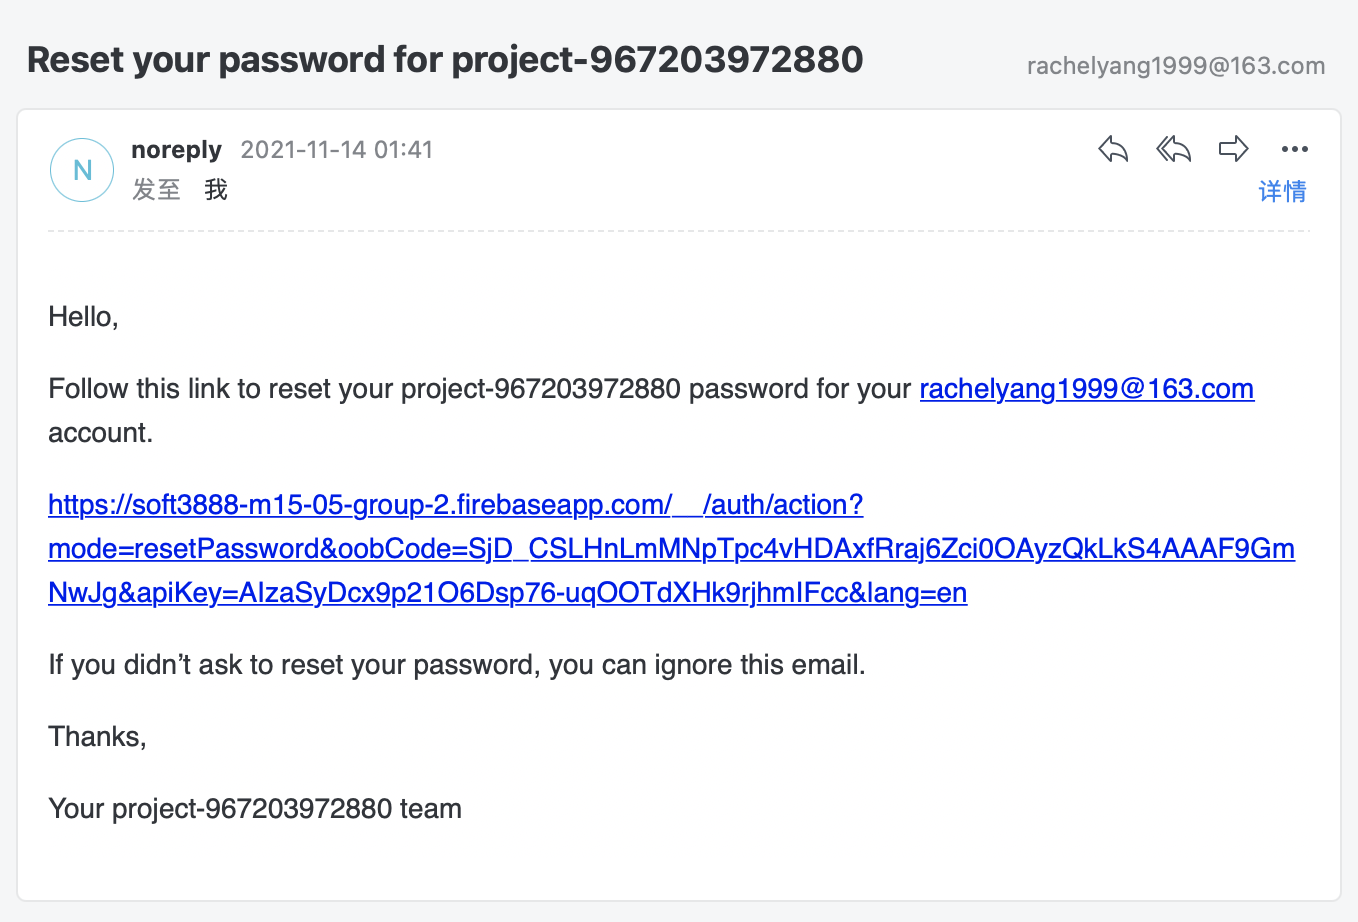 Reset your password for project-967203972880
rachelyang1999@163.com
N
noreply 2021-11-14 01:41
发至 我
详情
Hello,
Follow this link to reset your project-967203972880 password for your rachelyang1999@163.com
account.
https://soft3888-m15-05-group-2.firebaseapp.com/__/auth/action?
mode=resetPassword&oobCode=SjD_CSLHnLmMNpTpc4vHDAxfRraj6Zci0OAyzQkLkS4AAAF9Gm
NwJg&apiKey=AIzaSyDcx9p21O6Dsp76-uqOOTdXHk9rjhmIFcc&lang=en
If you didn’t ask to reset your password, you can ignore this email.
Thanks,
Your project-967203972880 team